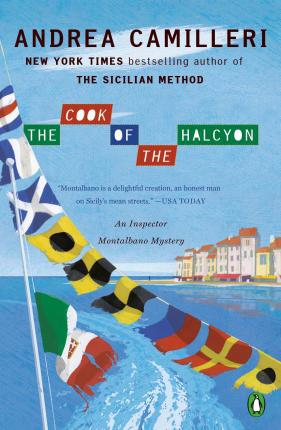 ANDREA CAMILLERI
NEW YORK TIMES bestselling author of
THE SICILIAN METHOD
THE COOK OF THE HALCYON
"Montalbano is a delightful creation, an honest man
on Sicily's mean streets." —USA TODAY
An Inspector
Montalbano Mystery